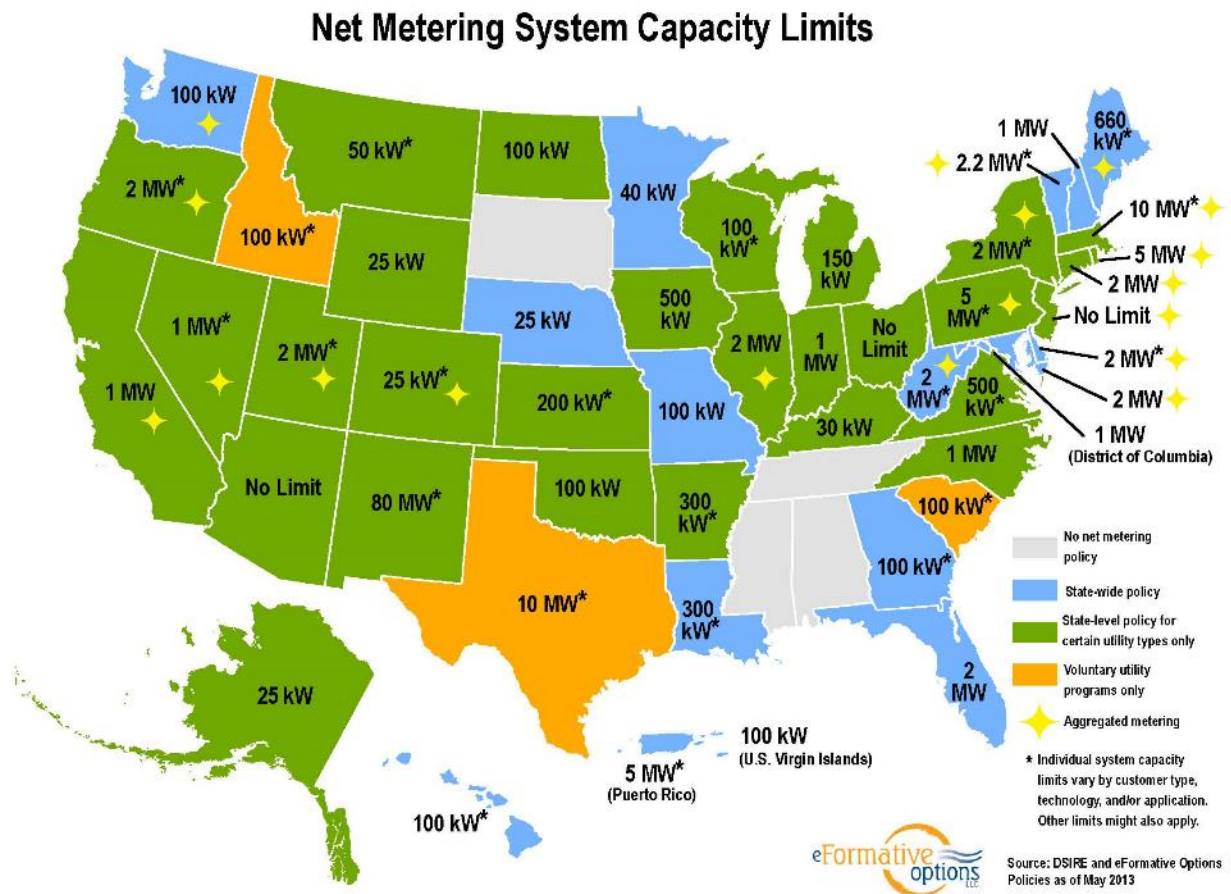 Net Metering System Capacity Limits
100 kW
2 MW*
100 kW*
50 kW*
100 kW
40 kW
25 kW
1 MW
1 MW*
2 MW*
25 kW*
25 kW
500
kW
100
kW*
150
kW
200 kW*
100 kW
2 MW
1
MW
No
Limit
30 kW
No Limit
80 MW*
100 kW
300
kW*
10 MW*
300
kW*
100 kW*
2
MW
100 kW*
1 MW
500
kW*
2
MW*
5
MW*
2 MW*
2.2 MW*
1 MW
660
kW*
10 MW*
5 MW
2 MW
No Limit
2 MW*
2 MW
1 MW
(District of Columbia)
25 kW
100 kW*
5 MW*
(Puerto Rico)
100 kW
(U.S. Virgin Islands)
No net metering
policy
State-wide policy
State-level policy for
certain utility types only
Voluntary utility
programs only
Aggregated metering
* Individual system capacity
limits vary by customer type,
technology, and/or application.
Other limits might also apply.
eFormative
options
LLC
Source: DSIRE and eFormative Options
Policies as of May 2013